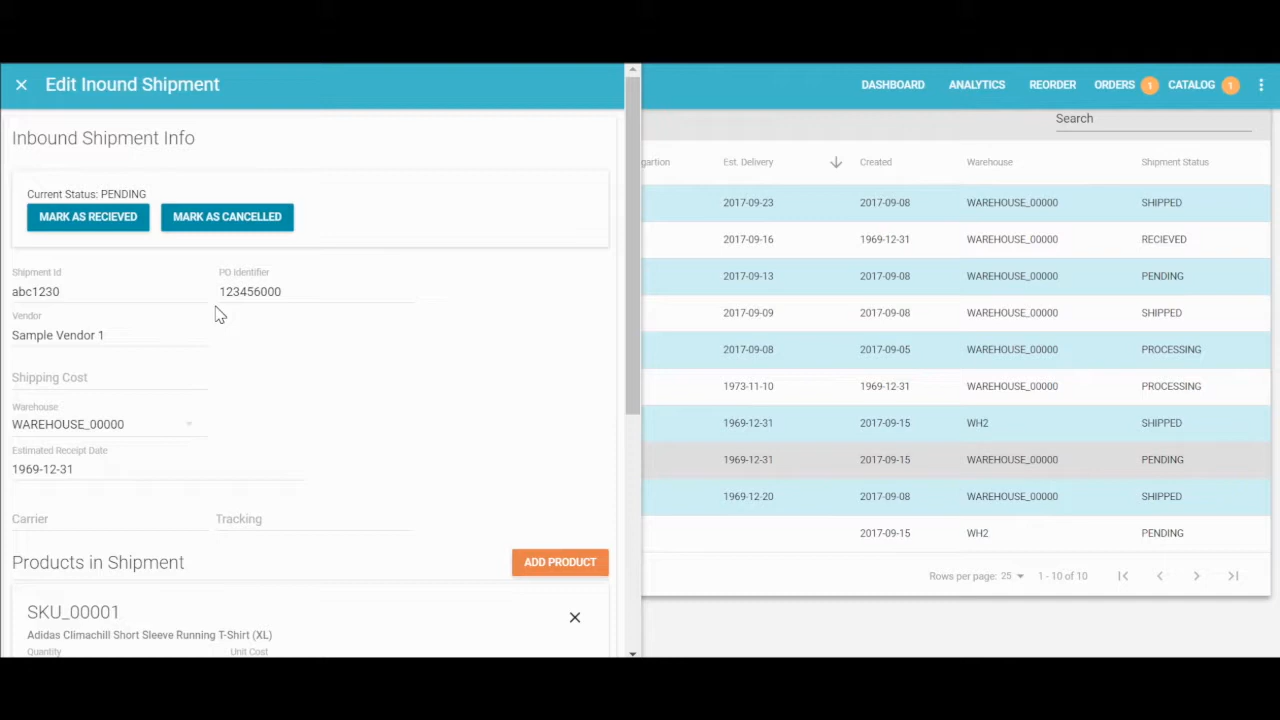 Edit Inound Shipment
DASHBOARD ANALYTICS REORDER ORDERS 1 CATALOG 1
Inbound Shipment Info
Current Status: PENDING
MARK AS RECIEVED MARK AS CANCELLED
Shipment Id PO Identifier
abc1230 123456000
Vendor
Sample Vendor 1
Shipping Cost
Warehouse
WAREHOUSE_00000
Estimated Receipt Date
1969-12-31
Carrier Tracking
Products in Shipment ADD PRODUCT
SKU_00001
Adidas Climachill Short Sleeve Running T-Shirt (XL)
Quantity Unit Cost
Search
gartion Est. Delivery Created Warehouse Shipment Status
2017-09-23 2017-09-08 WAREHOUSE_00000 SHIPPED
2017-09-16 1969-12-31 WAREHOUSE_00000 RECIEVED
2017-09-13 2017-09-08 WAREHOUSE_00000 PENDING
2017-09-09 2017-09-08 WAREHOUSE_00000 SHIPPED
2017-09-08 2017-09-05 WAREHOUSE_00000 PROCESSING
1973-11-10 1969-12-31 WAREHOUSE_00000 PROCESSING
1969-12-31 2017-09-15 WH2 SHIPPED
1969-12-31 2017-09-15 WAREHOUSE_00000 PENDING
1969-12-20 2017-09-08 WAREHOUSE_00000 SHIPPED
2017-09-15 WH2 PENDING
Rows per page: 25 1 - 10 of 10